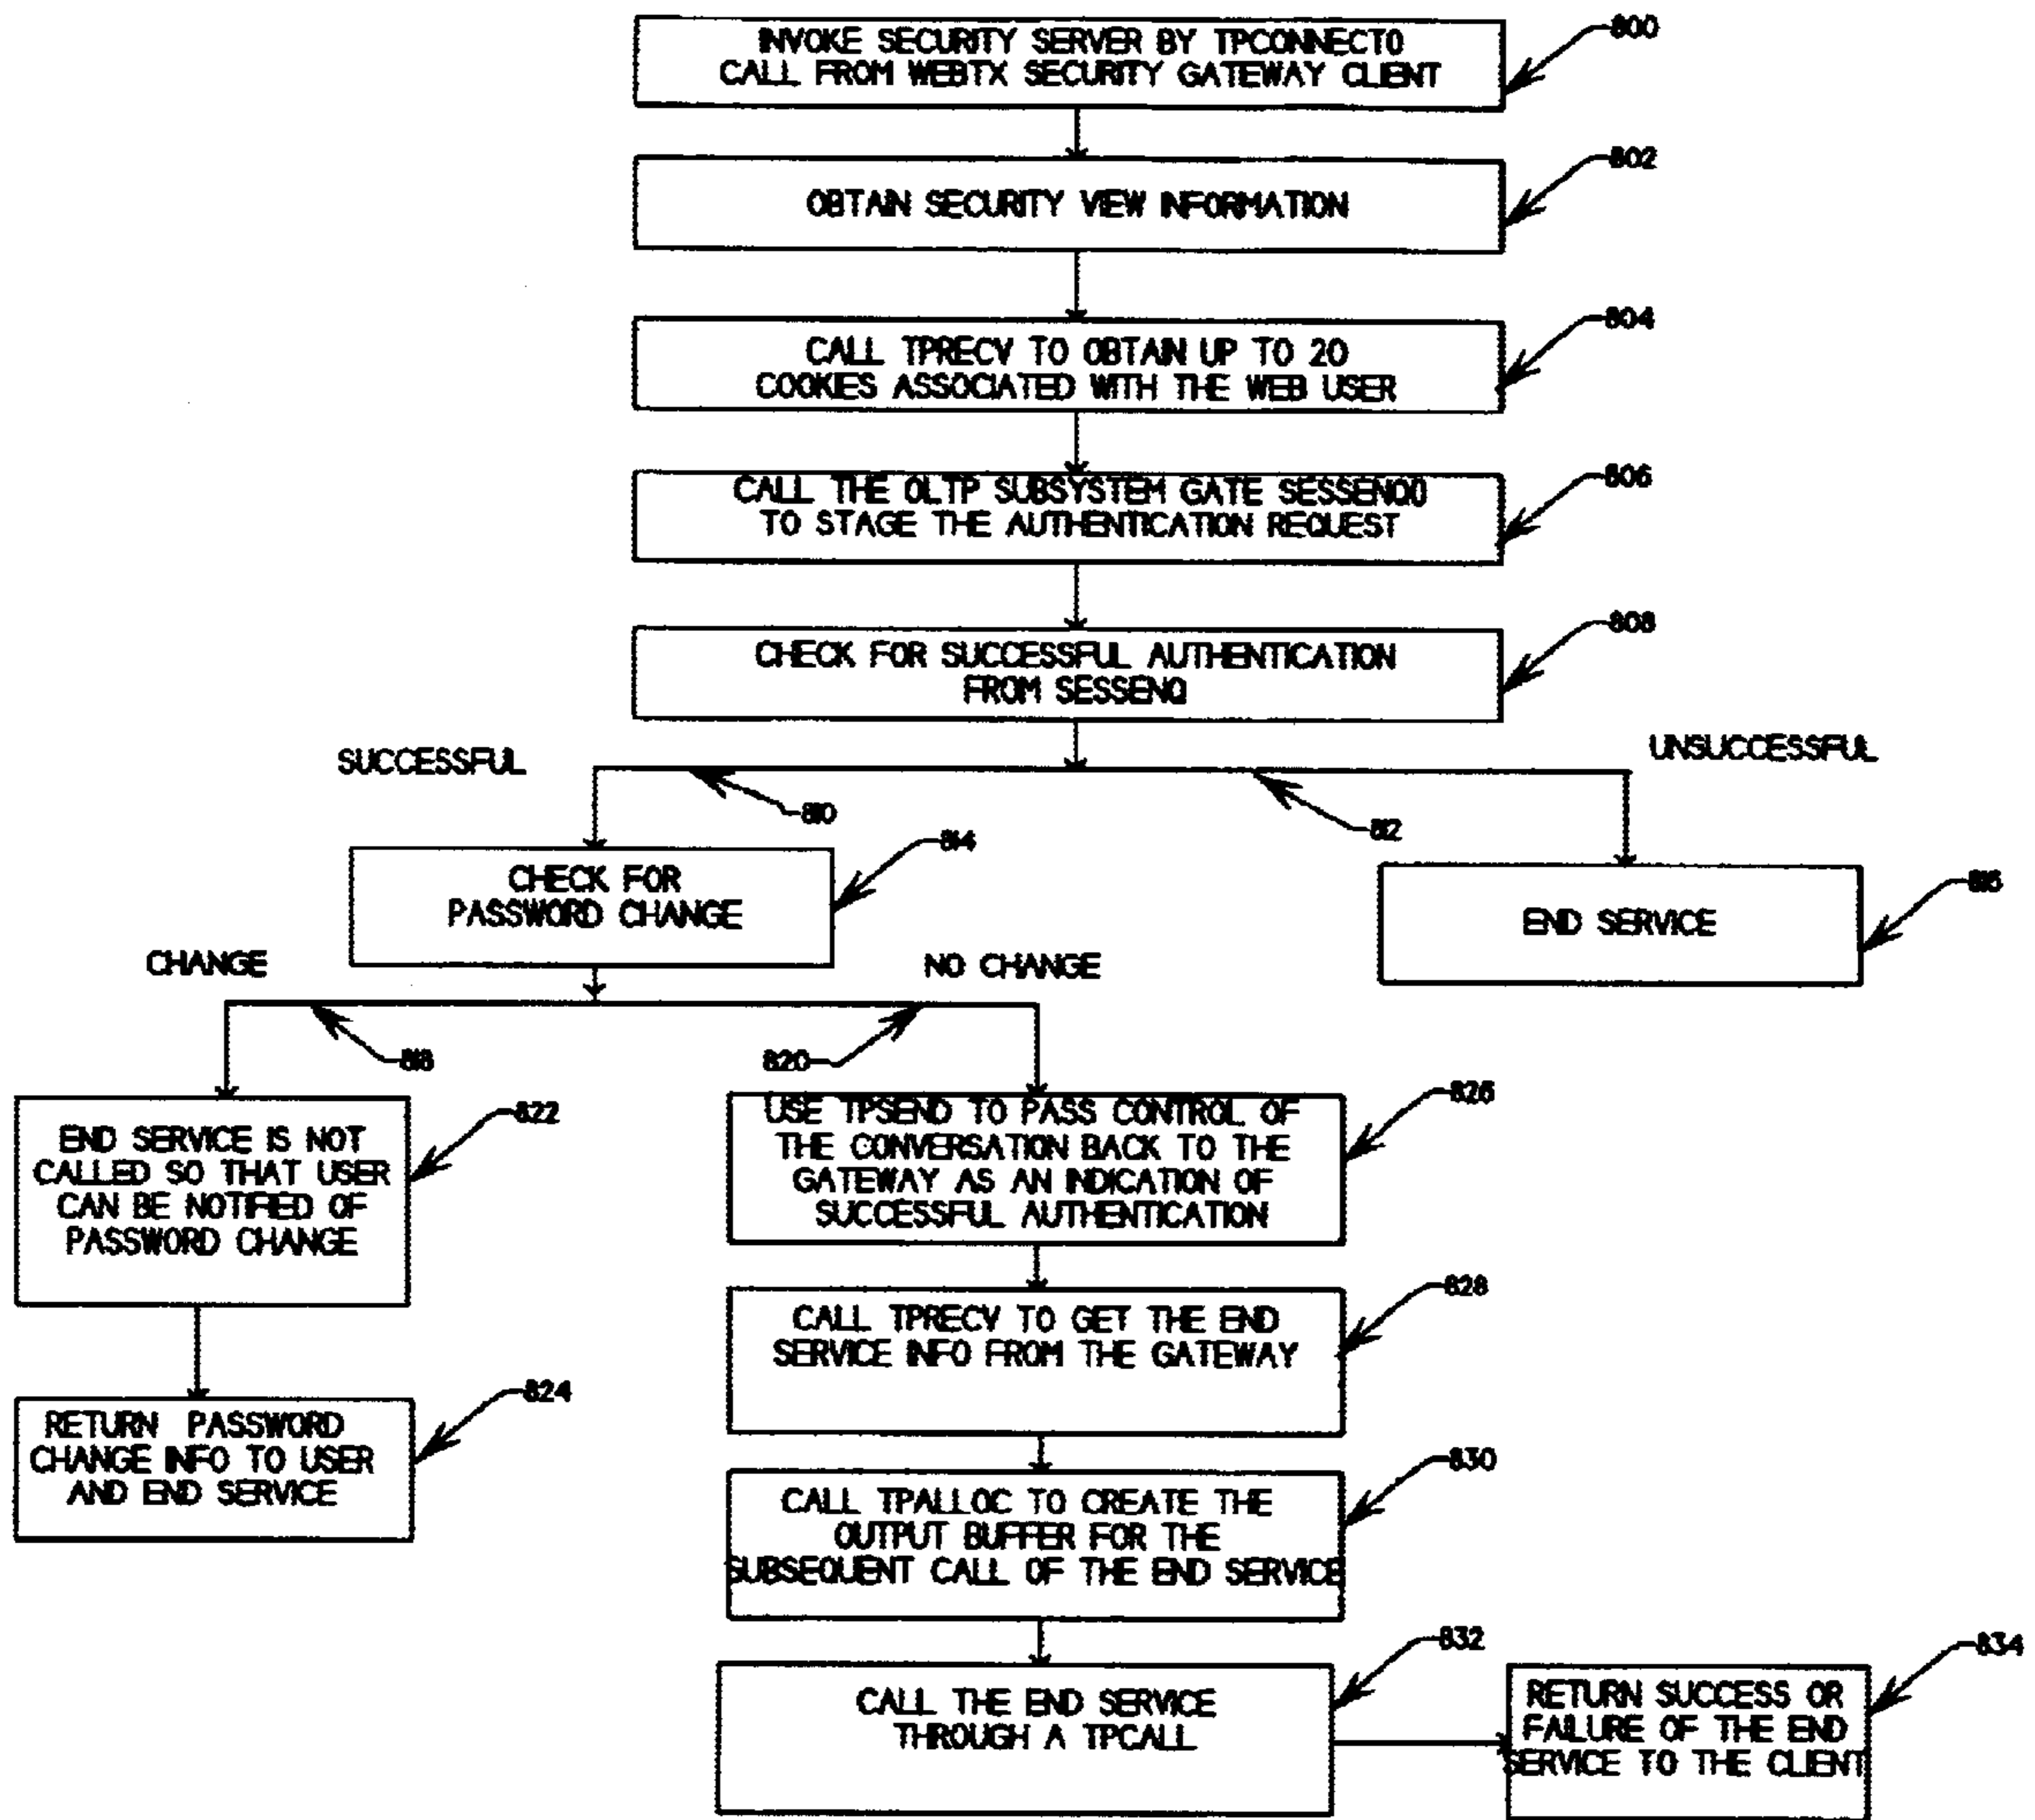 INVOKE SECURITY SERVER BY TPCONNECT()
CALL FROM WEBTX SECURITY GATEWAY CLIENT
800
OBTAIN SECURITY VIEW INFORMATION
802
CALL TPRECV TO OBTAIN UP TO 20
COOKIES ASSOCIATED WITH THE WEB USER
804
CALL THE OLTP SUBSYSTEM GATE SESSENQ()
TO STAGE THE AUTHENTICATION REQUEST
806
CHECK FOR SUCCESSFUL AUTHENTICATION
FROM SESSENQ
808
SUCCESSFUL
UNSUCCESSFUL
810
812
CHECK FOR
PASSWORD CHANGE
814
END SERVICE
816
CHANGE
NO CHANGE
818
820
END SERVICE IS NOT
CALLED SO THAT USER
CAN BE NOTIFIED OF
PASSWORD CHANGE
822
USE TPSEND TO PASS CONTROL OF
THE CONVERSATION BACK TO THE
GATEWAY AS AN INDICATION OF
SUCCESSFUL AUTHENTICATION
826
CALL TPRECV TO GET THE END
SERVICE INFO FROM THE GATEWAY
828
RETURN PASSWORD
CHANGE INFO TO USER
AND END SERVICE
824
CALL TPALLOC TO CREATE THE
OUTPUT BUFFER FOR THE
SUBSEQUENT CALL OF THE END SERVICE
830
CALL THE END SERVICE
THROUGH A TPCALL
832
RETURN SUCCESS OR
FAILURE OF THE END
SERVICE TO THE CLIENT
834